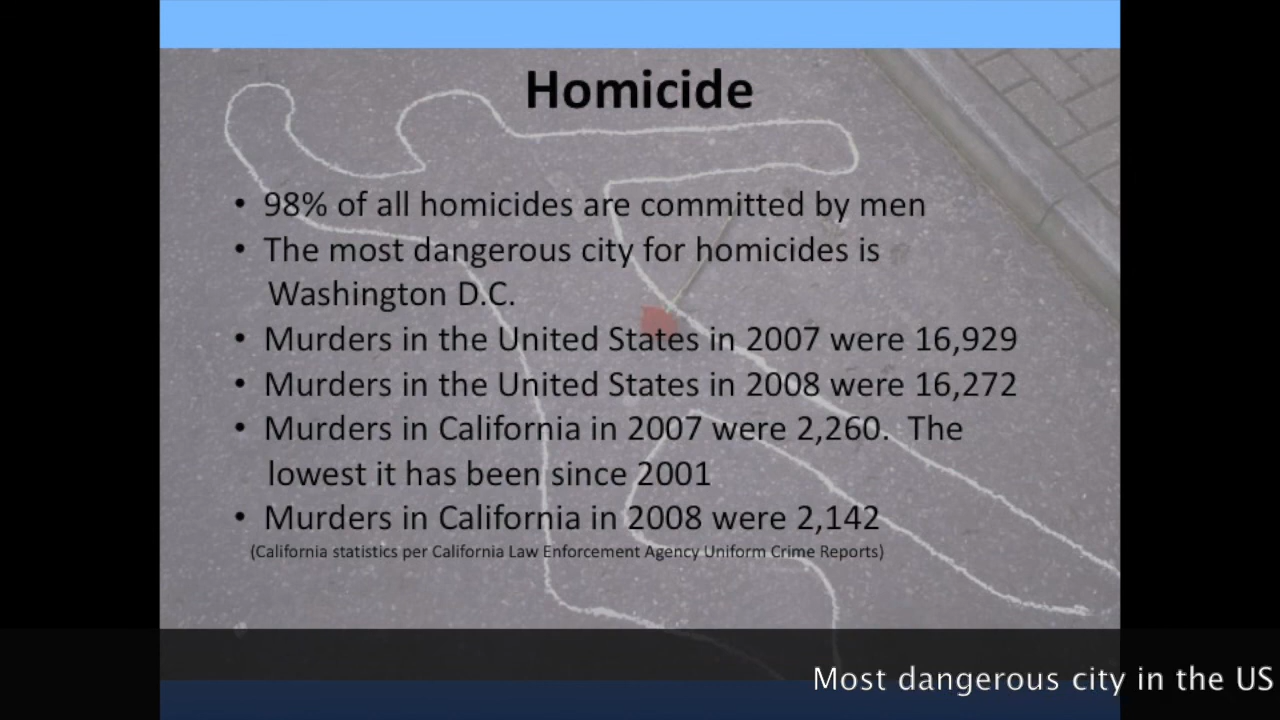 Homicide
• 98% of all homicides are committed by men
• The most dangerous city for homicides is
Washington D.C.
• Murders in the United States in 2007 were 16,929
• Murders in the United States in 2008 were 16,272
• Murders in California in 2007 were 2,260.  The
lowest it has been since 2001
• Murders in California in 2008 were 2,142
(California statistics per California Law Enforcement Agency Uniform Crime Reports)
Most dangerous city in the US